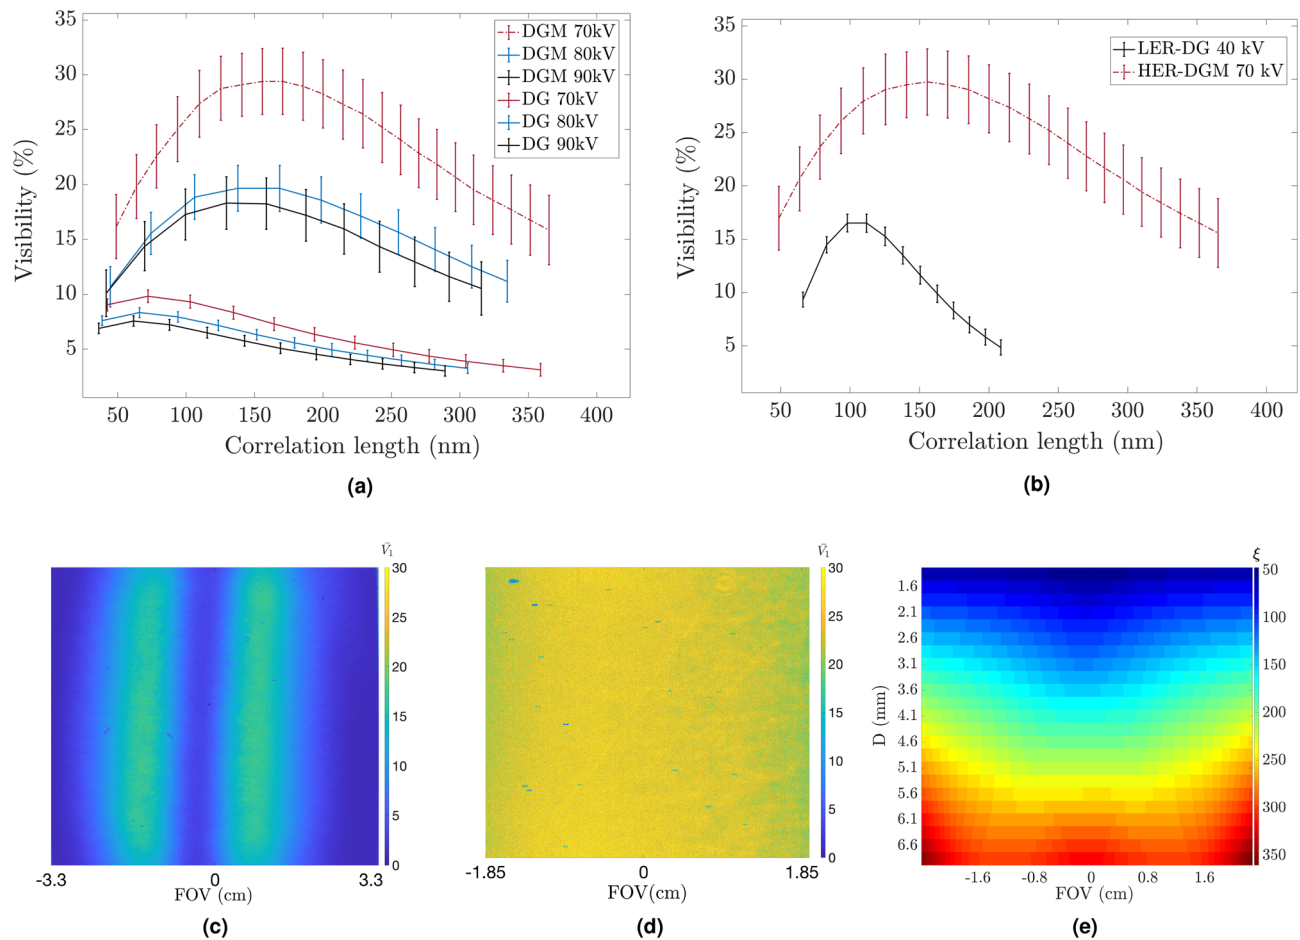 35
30
25
20
15
10
5
Visibility (%)
50 100 150 200 250 300 350 400
Correlation length (nm)
DGM 70kV
DGM 80kV
DGM 90kV
DG 70kV
DG 80kV
DG 90kV
(a)
35
30
25
20
15
10
5
Visibility (%)
50 100 150 200 250 300 350 400
Correlation length (nm)
LER-DG 40 kV
HER-DGM 70 kV
(b)
V̄₁
30
25
20
15
10
5
0
-3.3 0 3.3
FOV (cm)
(c)
V̄₁
30
25
20
15
10
5
0
-1.85 0 1.85
FOV(cm)
(d)
ξ
50
100
150
200
250
300
350
D (mm)
1.6
2.1
2.6
3.1
3.6
4.1
4.6
5.1
5.6
6.1
6.6
-1.6 -0.8 0 0.8 1.6
FOV (cm)
(e)